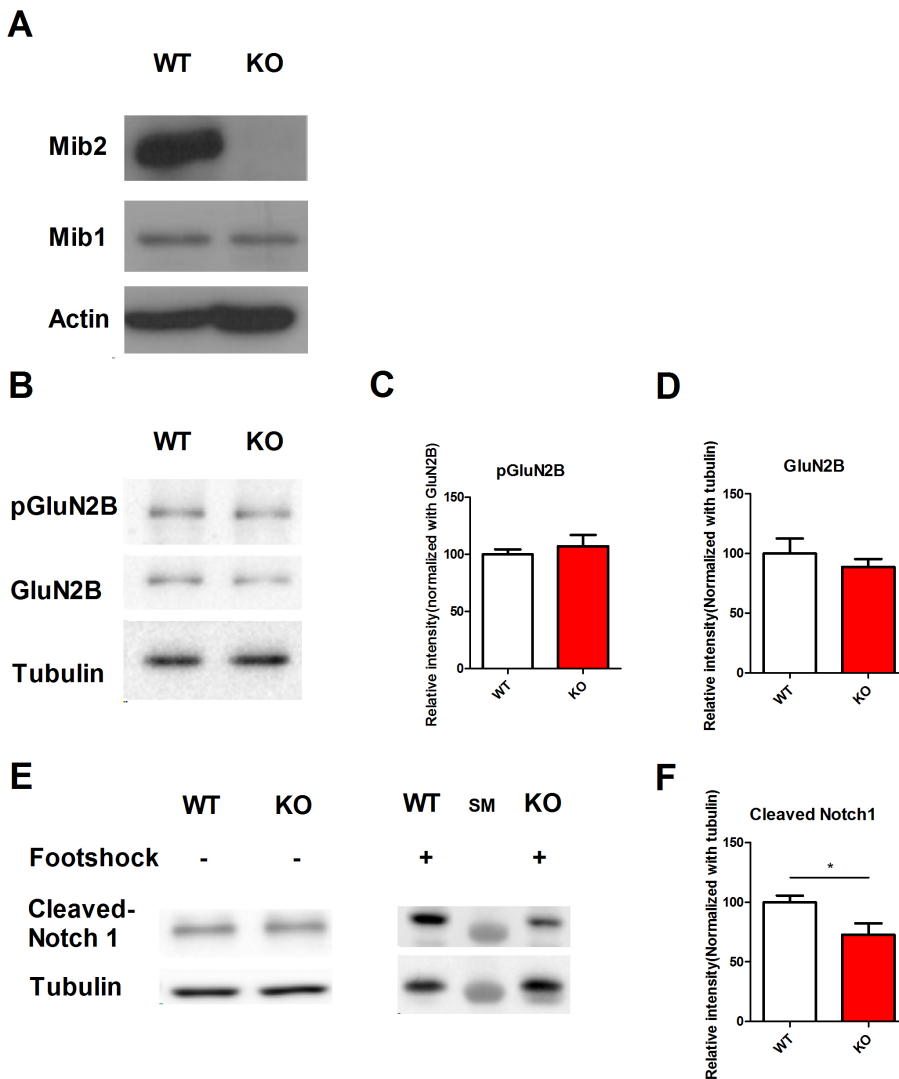 A
WT KO
Mib2
Mib1
Actin
B
WT KO
pGluN2B
GluN2B
Tubulin
C
pGluN2B
Relative intensity(normalized with GluN2B)
150
100
50
0
WT KO
D
GluN2B
Relative intensity(Normalized with tubulin)
150
100
50
0
WT KO
E
WT KO WT SM KO
Footshock - - + +
Cleaved-
Notch 1
Tubulin
F
Cleaved Notch1
Relative intensity(Normalized with tubulin)
150
100
50
0
*
WT KO